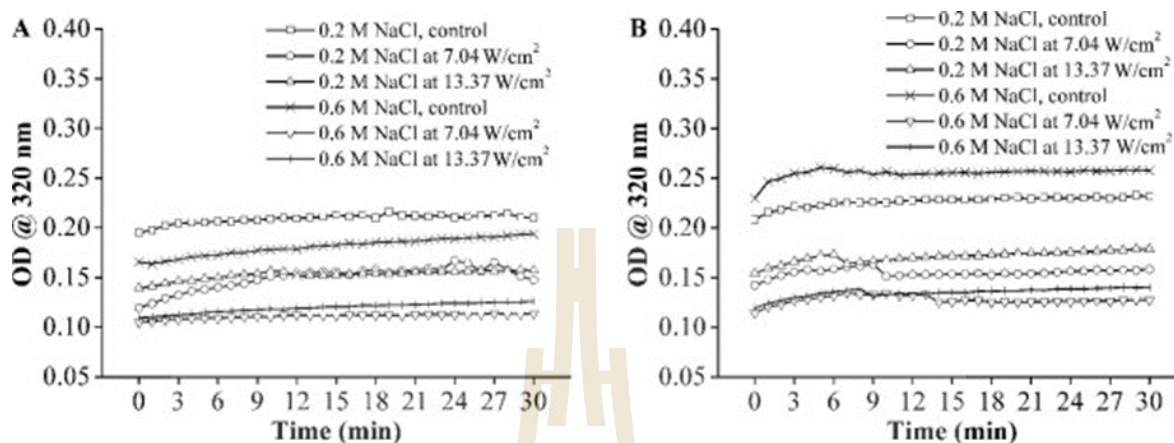 A
0.40
0.35
0.30
0.25
0.20
0.15
0.10
0.05
OD @ 320 nm
0.2 M NaCl, control
0.2 M NaCl at 7.04 W/cm²
0.2 M NaCl at 13.37 W/cm²
0.6 M NaCl, control
0.6 M NaCl at 7.04 W/cm²
0.6 M NaCl at 13.37 W/cm²
0 3 6 9 12 15 18 21 24 27 30
Time (min)
B
0.40
0.35
0.30
0.25
0.20
0.15
0.10
0.05
OD @ 320 nm
0.2 M NaCl, control
0.2 M NaCl at 7.04 W/cm²
0.2 M NaCl at 13.37 W/cm²
0.6 M NaCl, control
0.6 M NaCl at 7.04 W/cm²
0.6 M NaCl at 13.37 W/cm²
0 3 6 9 12 15 18 21 24 27 30
Time (min)